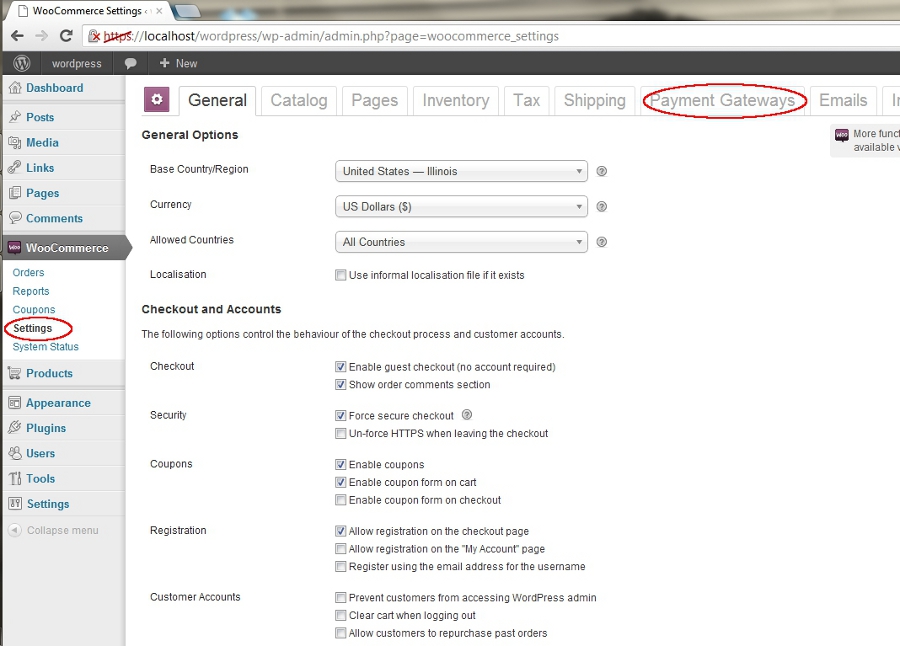 WooCommerce Settings ‹
https://localhost/wordpress/wp-admin/admin.php?page=woocommerce_settings
wordpress + New
Dashboard
Posts
Media
Links
Pages
Comments
WooCommerce
Orders
Reports
Coupons
Settings
System Status
Products
Appearance
Plugins
Users
Tools
Settings
Collapse menu
General Catalog Pages Inventory Tax Shipping Payment Gateways Emails
More funct
available v
General Options
Base Country/Region United States — Illinois
Currency US Dollars ($)
Allowed Countries All Countries
Localisation Use informal localisation file if it exists
Checkout and Accounts
The following options control the behaviour of the checkout process and customer accounts.
Checkout Enable guest checkout (no account required)
Show order comments section
Security Force secure checkout
Un-force HTTPS when leaving the checkout
Coupons Enable coupons
Enable coupon form on cart
Enable coupon form on checkout
Registration Allow registration on the checkout page
Allow registration on the "My Account" page
Register using the email address for the username
Customer Accounts Prevent customers from accessing WordPress admin
Clear cart when logging out
Allow customers to repurchase past orders